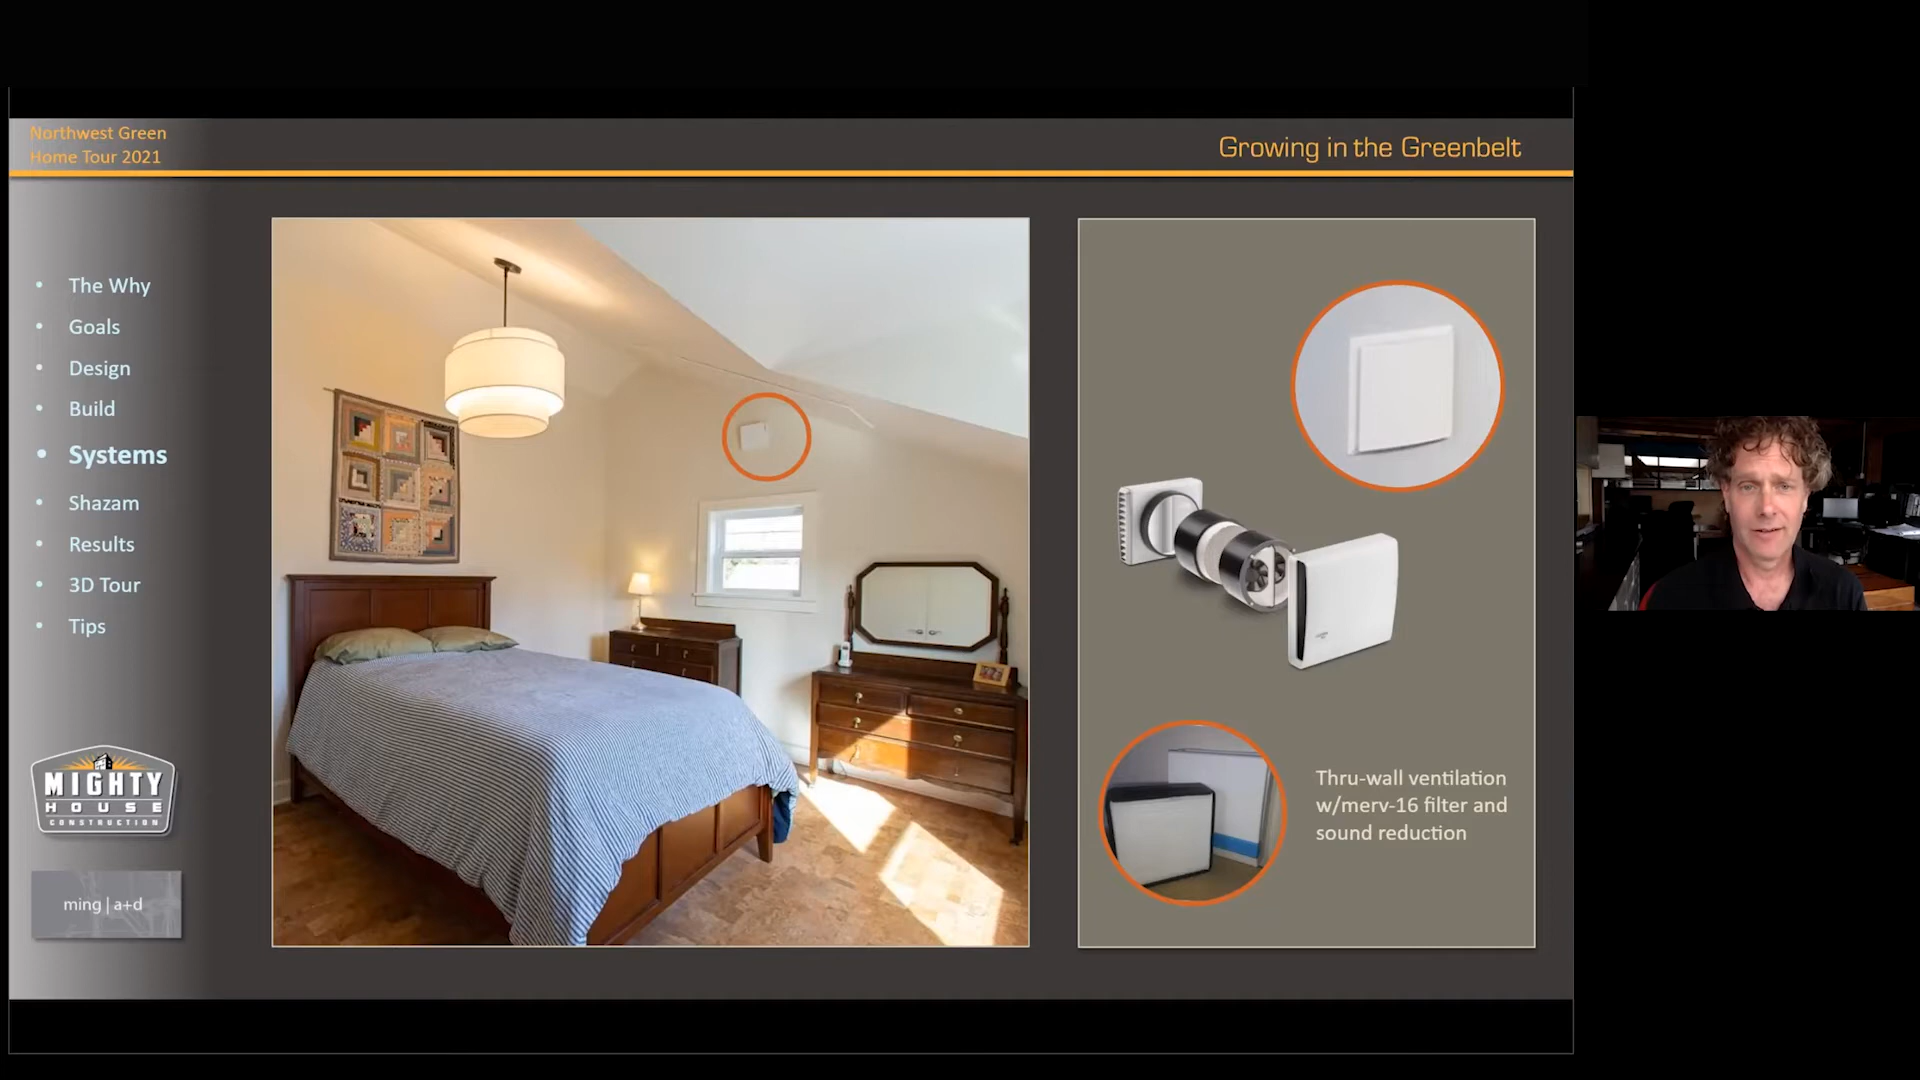 Northwest Green
Home Tour 2021
Growing in the Greenbelt
The Why
Goals
Design
Build
Systems
Shazam
Results
3D Tour
Tips
MIGHTY
HOUSE
CONSTRUCTION
ming | a+d
Thru-wall ventilation
w/merv-16 filter and
sound reduction